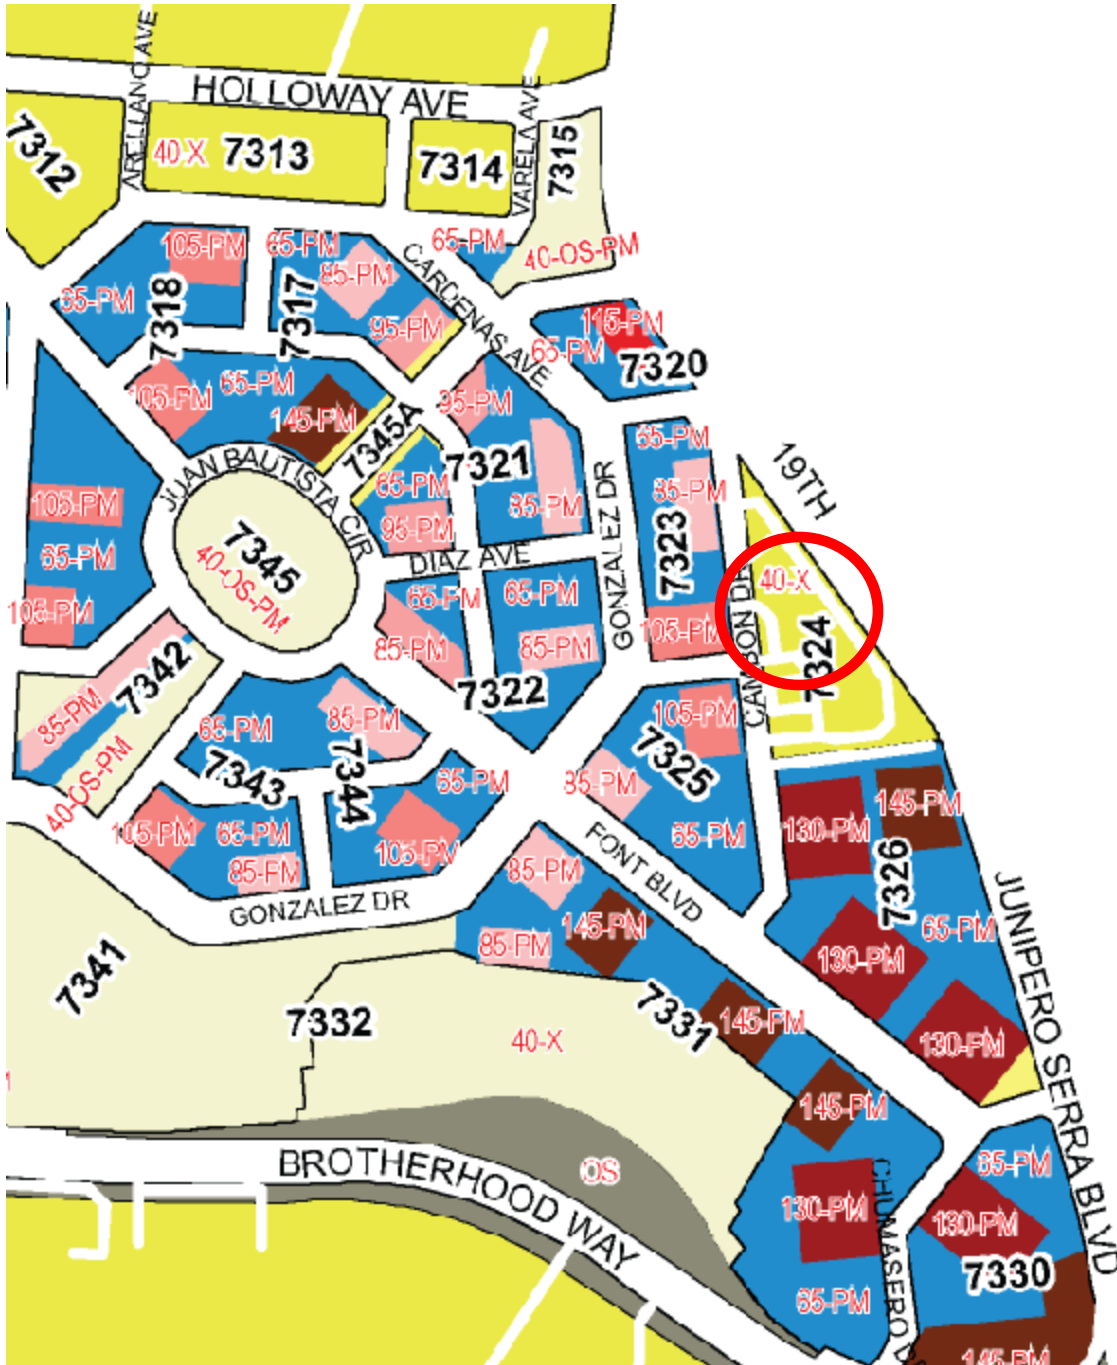 ARELLANO AVE
HOLLOWAY AVE
VARELA AVE
7312
40-X
7313
7314
7315
65-PM
40-OS-PM
105-PM
65-PM
85-PM
CARDENAS AVE
65-PM
7318
7317
95-PM
115-PM
65-PM
7320
105-PM
65-PM
145-PM
7345A
95-PM
7321
85-PM
65-PM
85-PM
7323
19TH
JUAN BAUTISTA CIR
65-PM
95-PM
DIAZ AVE
GONZALEZ DR
105-PM
65-PM
105-PM
7345
40-OS-PM
65-PM
85-PM
65-PM
85-PM
7322
105-PM
CAMBON DR
40-X
7324
85-PM
7342
40-OS-PM
65-PM
85-PM
7343
7344
65-PM
105-PM
7325
85-PM
65-PM
105-PM
65-PM
85-PM
105-PM
GONZALEZ DR
85-PM
FONT BLVD
130-PM
145-PM
7326
65-PM
JUNIPERO SERRA BLVD
85-PM
145-PM
130-PM
7341
7332
40-X
7331
145-PM
130-PM
145-PM
BROTHERHOOD WAY
OS
130-PM
65-PM
CHUMASERO DR
65-PM
130-PM
7330
145-PM